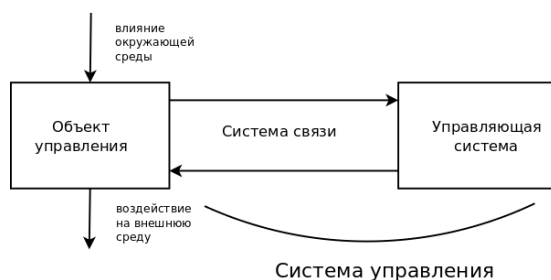 влияние
окружающей
среды
Объект
управления
Система связи
Управляющая
система
воздействие
на внешнюю
среду
Система управления